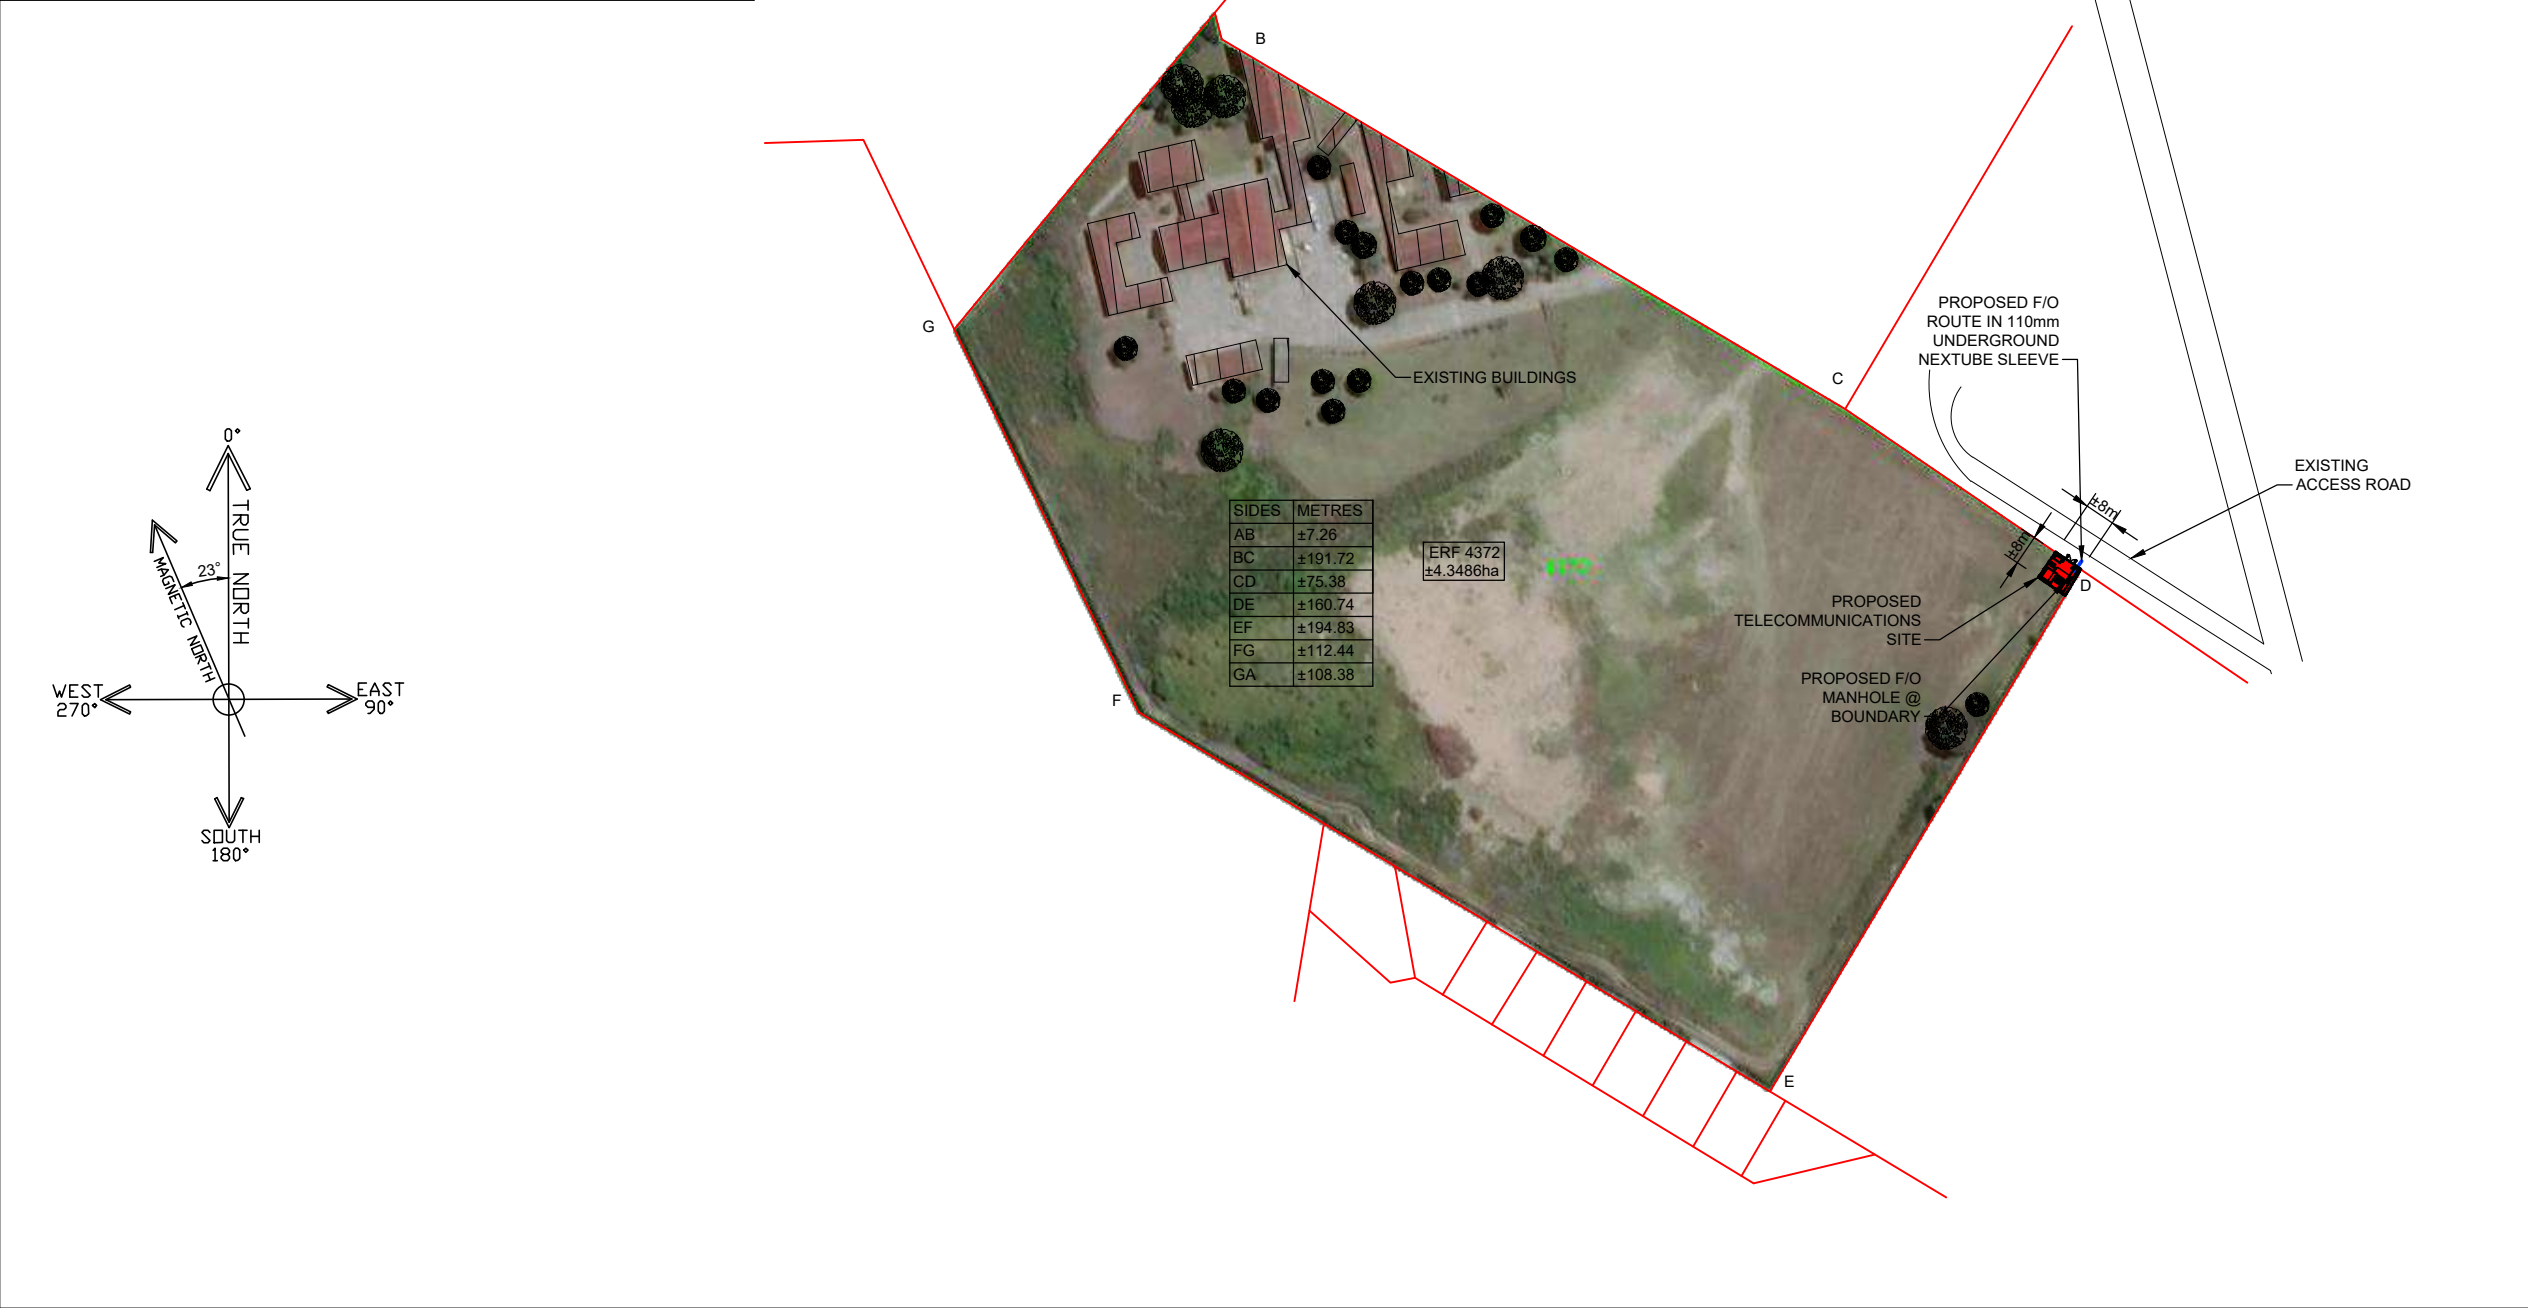 B
G
C
PROPOSED F/O
ROUTE IN 110mm
UNDERGROUND
NEXTUBE SLEEVE
EXISTING BUILDINGS
0°
TRUE NORTH
23°
MAGNETIC NORTH
WEST
270°
EAST
90°
SOUTH
180°
EXISTING
ACCESS ROAD
±8m
±8m
SIDES METRES
AB ±7.26
BC ±191.72
CD ±75.38
DE ±160.74
EF ±194.83
FG ±112.44
GA ±108.38
ERF 4372
±4.3486ha
D
PROPOSED
TELECOMMUNICATIONS
SITE
PROPOSED F/O
MANHOLE @
BOUNDARY
F
E